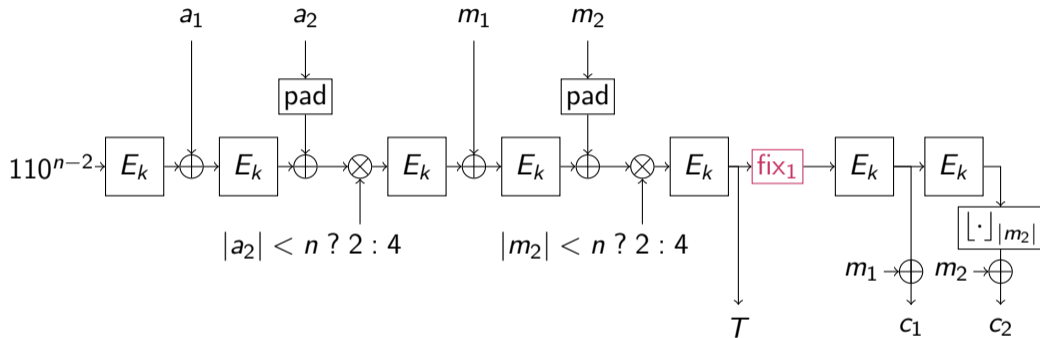 a₁ a₂ m₁ m₂
pad pad
110ⁿ⁻² E_k E_k E_k E_k E_k fix₁ E_k E_k
|a₂| < n ? 2 : 4 |m₂| < n ? 2 : 4 ⌊·⌋|m₂|
m₁ m₂
T c₁ c₂